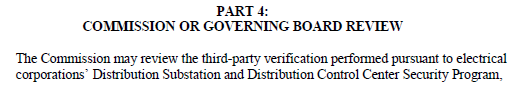 PART 4:
COMMISSION OR GOVERNING BOARD REVIEW
The Commission may review the third-party verification performed pursuant to electrical
corporations’ Distribution Substation and Distribution Control Center Security Program,